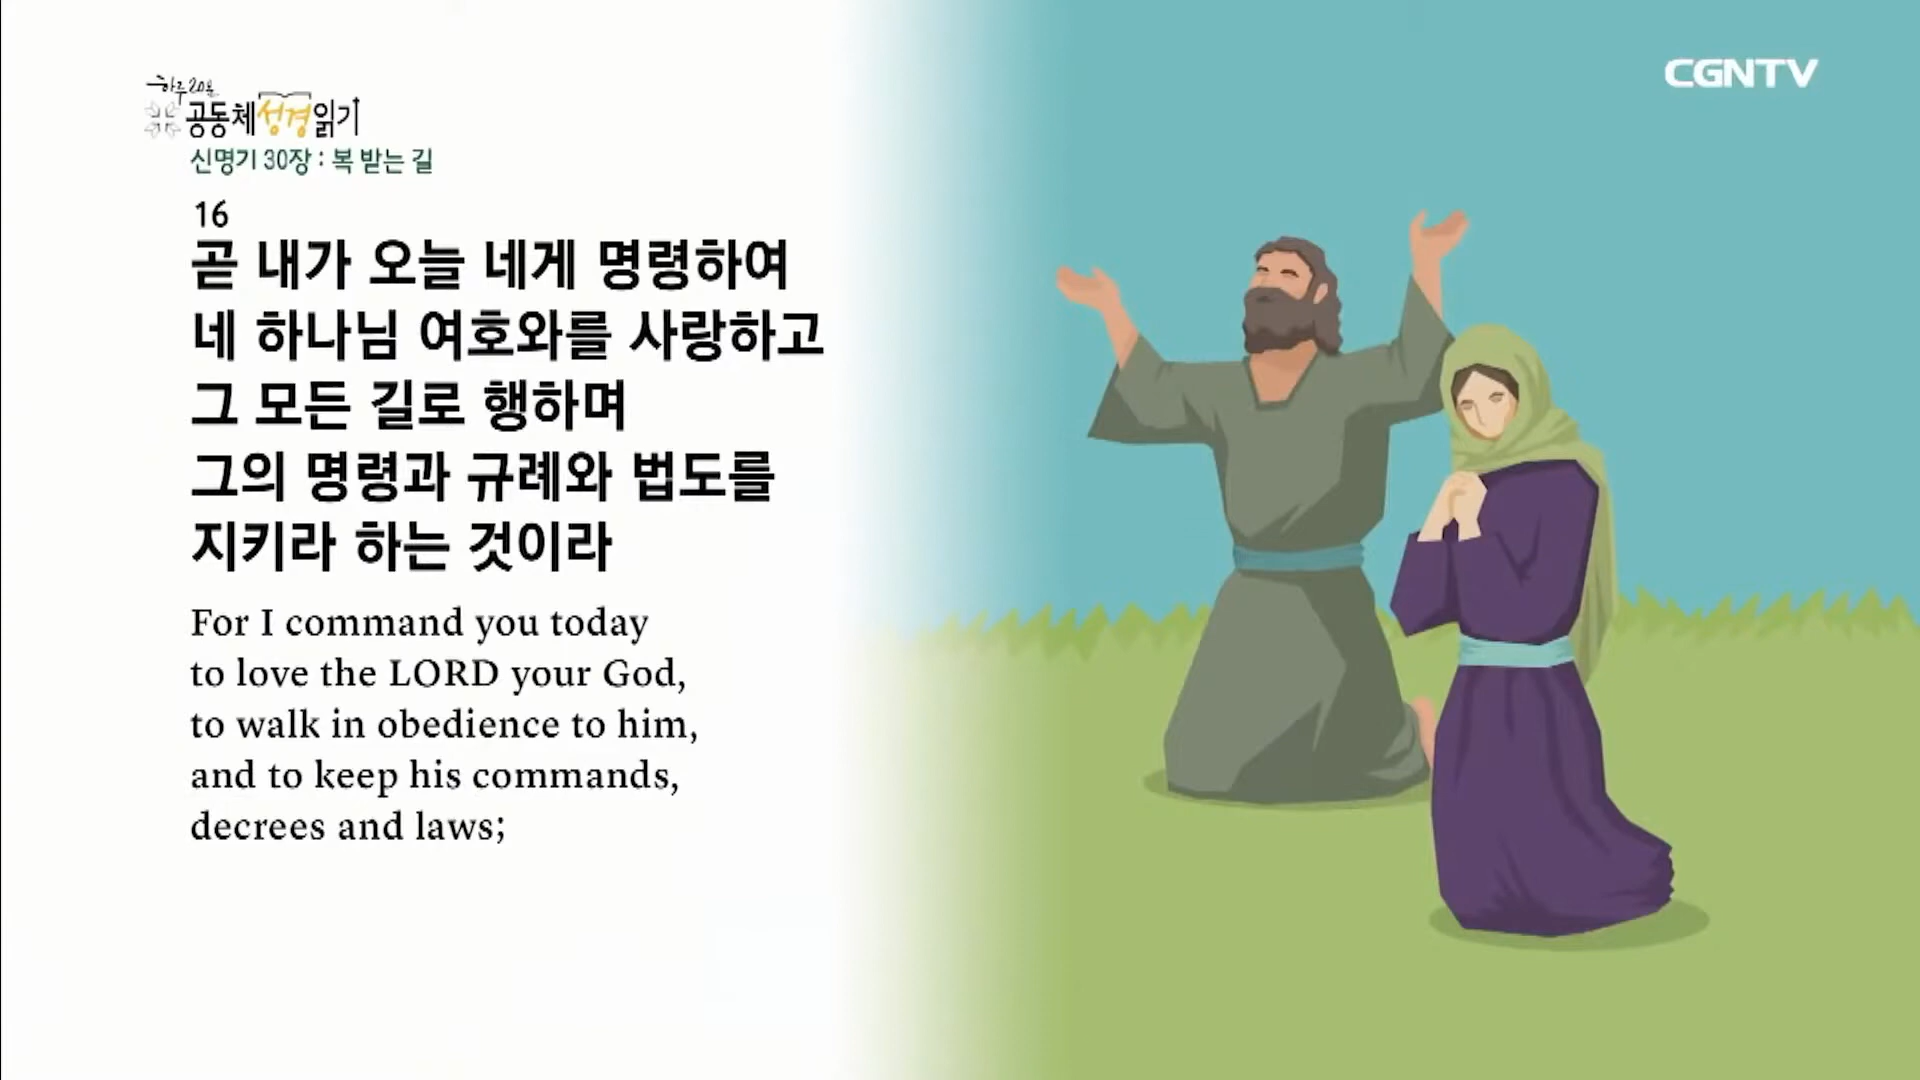 하루 20분
공동체성경읽기
신명기 30장 : 복 받는 길
16
곧 내가 오늘 네게 명령하여
네 하나님 여호와를 사랑하고
그 모든 길로 행하며
그의 명령과 규례와 법도를
지키라 하는 것이라
For I command you today
to love the LORD your God,
to walk in obedience to him,
and to keep his commands,
decrees and laws;
CGNTV